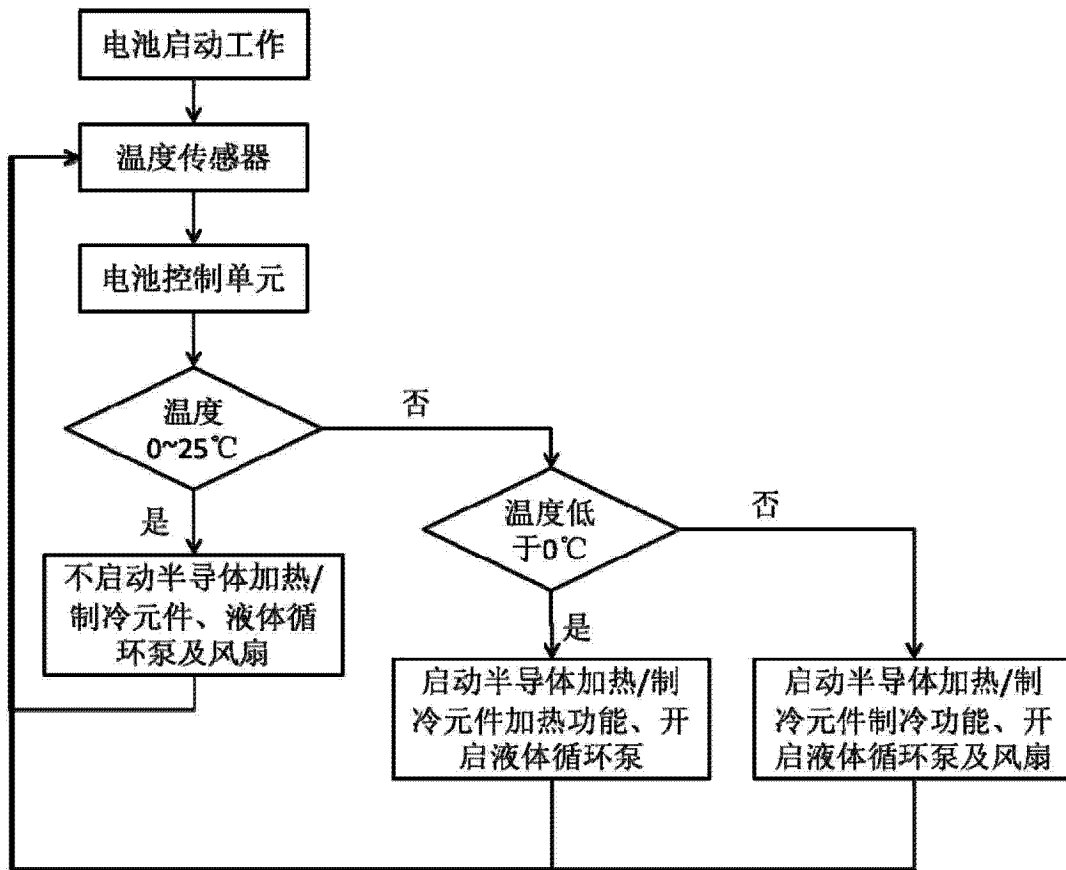 电池启动工作
温度传感器
电池控制单元
温度
0~25℃
否
是
不启动半导体加热/
制冷元件、液体循
环泵及风扇
温度低
于0℃
否
是
启动半导体加热/制
冷元件加热功能、开
启液体循环泵
启动半导体加热/制
冷元件制冷功能、开
启液体循环泵及风扇